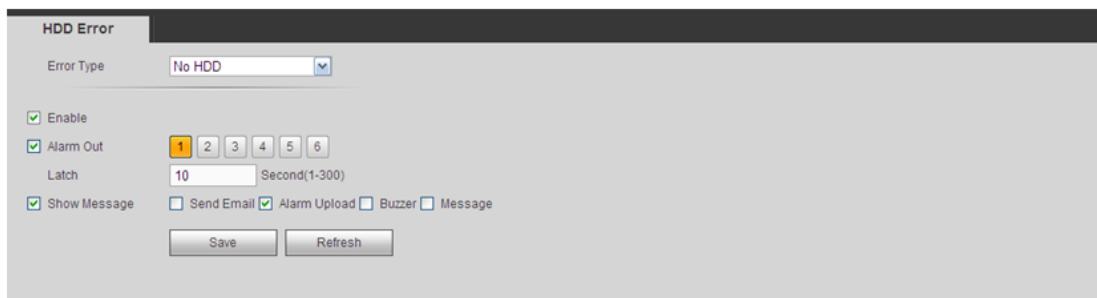 HDD Error
Error Type No HDD
Enable
Alarm Out 1 2 3 4 5 6
Latch 10 Second(1-300)
Show Message Send Email Alarm Upload Buzzer Message
Save Refresh